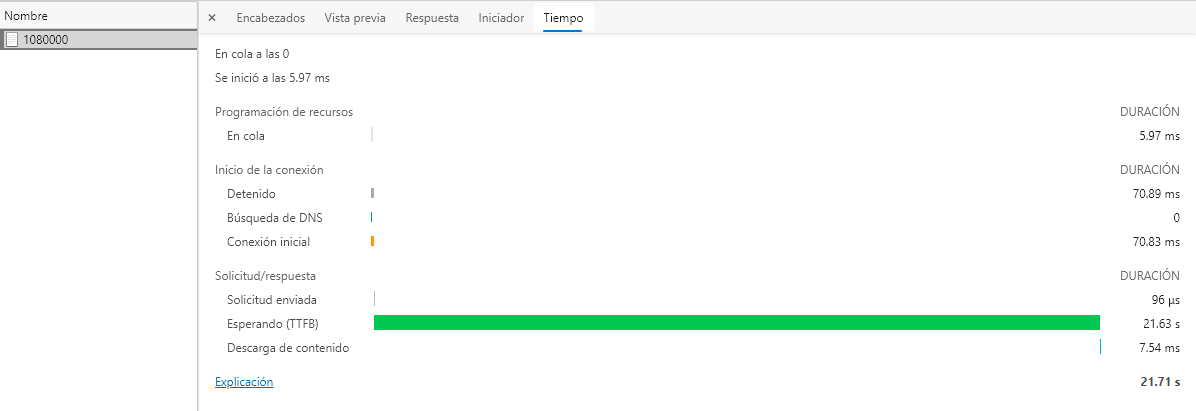 Nombre
1080000
× Encabezados Vista previa Respuesta Iniciador Tiempo
En cola a las 0
Se inició a las 5.97 ms
Programación de recursos DURACIÓN
En cola 5.97 ms
Inicio de la conexión DURACIÓN
Detenido 70.89 ms
Búsqueda de DNS 0
Conexión inicial 70.83 ms
Solicitud/respuesta DURACIÓN
Solicitud enviada 96 μs
Esperando (TTFB) 21.63 s
Descarga de contenido 7.54 ms
Explicación 21.71 s